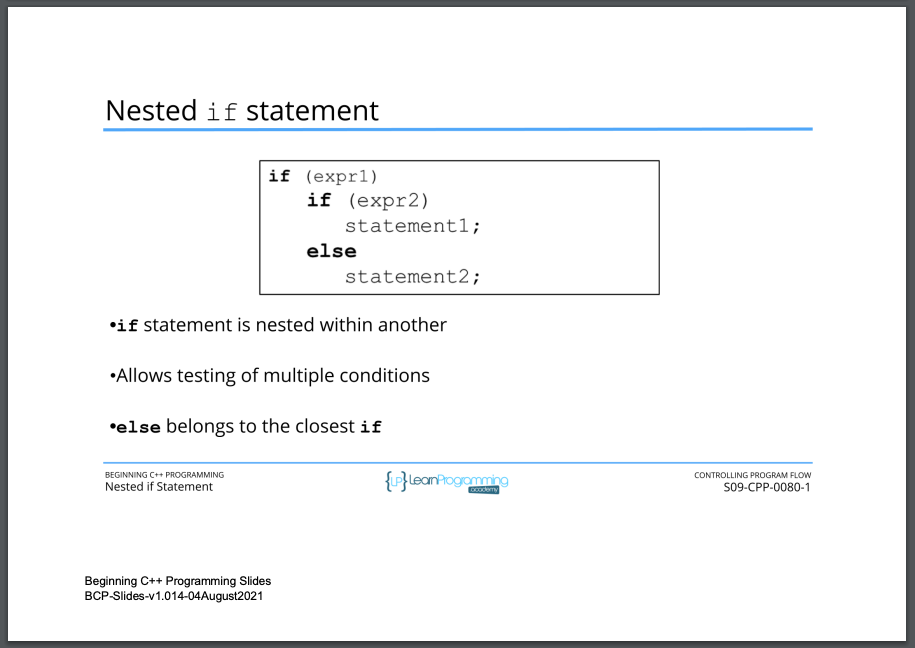 Nested if statement
if (expr1)
if (expr2)
statement1;
else
statement2;
•if statement is nested within another
•Allows testing of multiple conditions
•else belongs to the closest if
BEGINNING C++ PROGRAMMING
Nested if Statement
{LP} LearnProgramming
academy
CONTROLLING PROGRAM FLOW
S09-CPP-0080-1
Beginning C++ Programming Slides
BCP-Slides-v1.014-04August2021